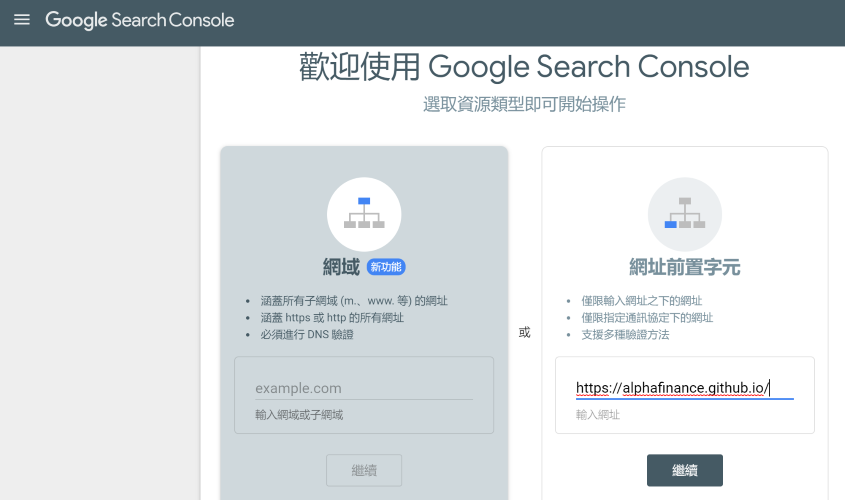 Google Search Console
歡迎使用 Google Search Console
選取資源類型即可開始操作
網域 新功能
• 涵蓋所有子網域 (m.、www. 等) 的網址
• 涵蓋 https 或 http 的所有網址
• 必須進行 DNS 驗證
example.com
輸入網域或子網域
繼續
或
網址前置字元
• 僅限輸入網址之下的網址
• 僅限指定通訊協定下的網址
• 支援多種驗證方法
https://alphafinance.github.io/
輸入網址
繼續